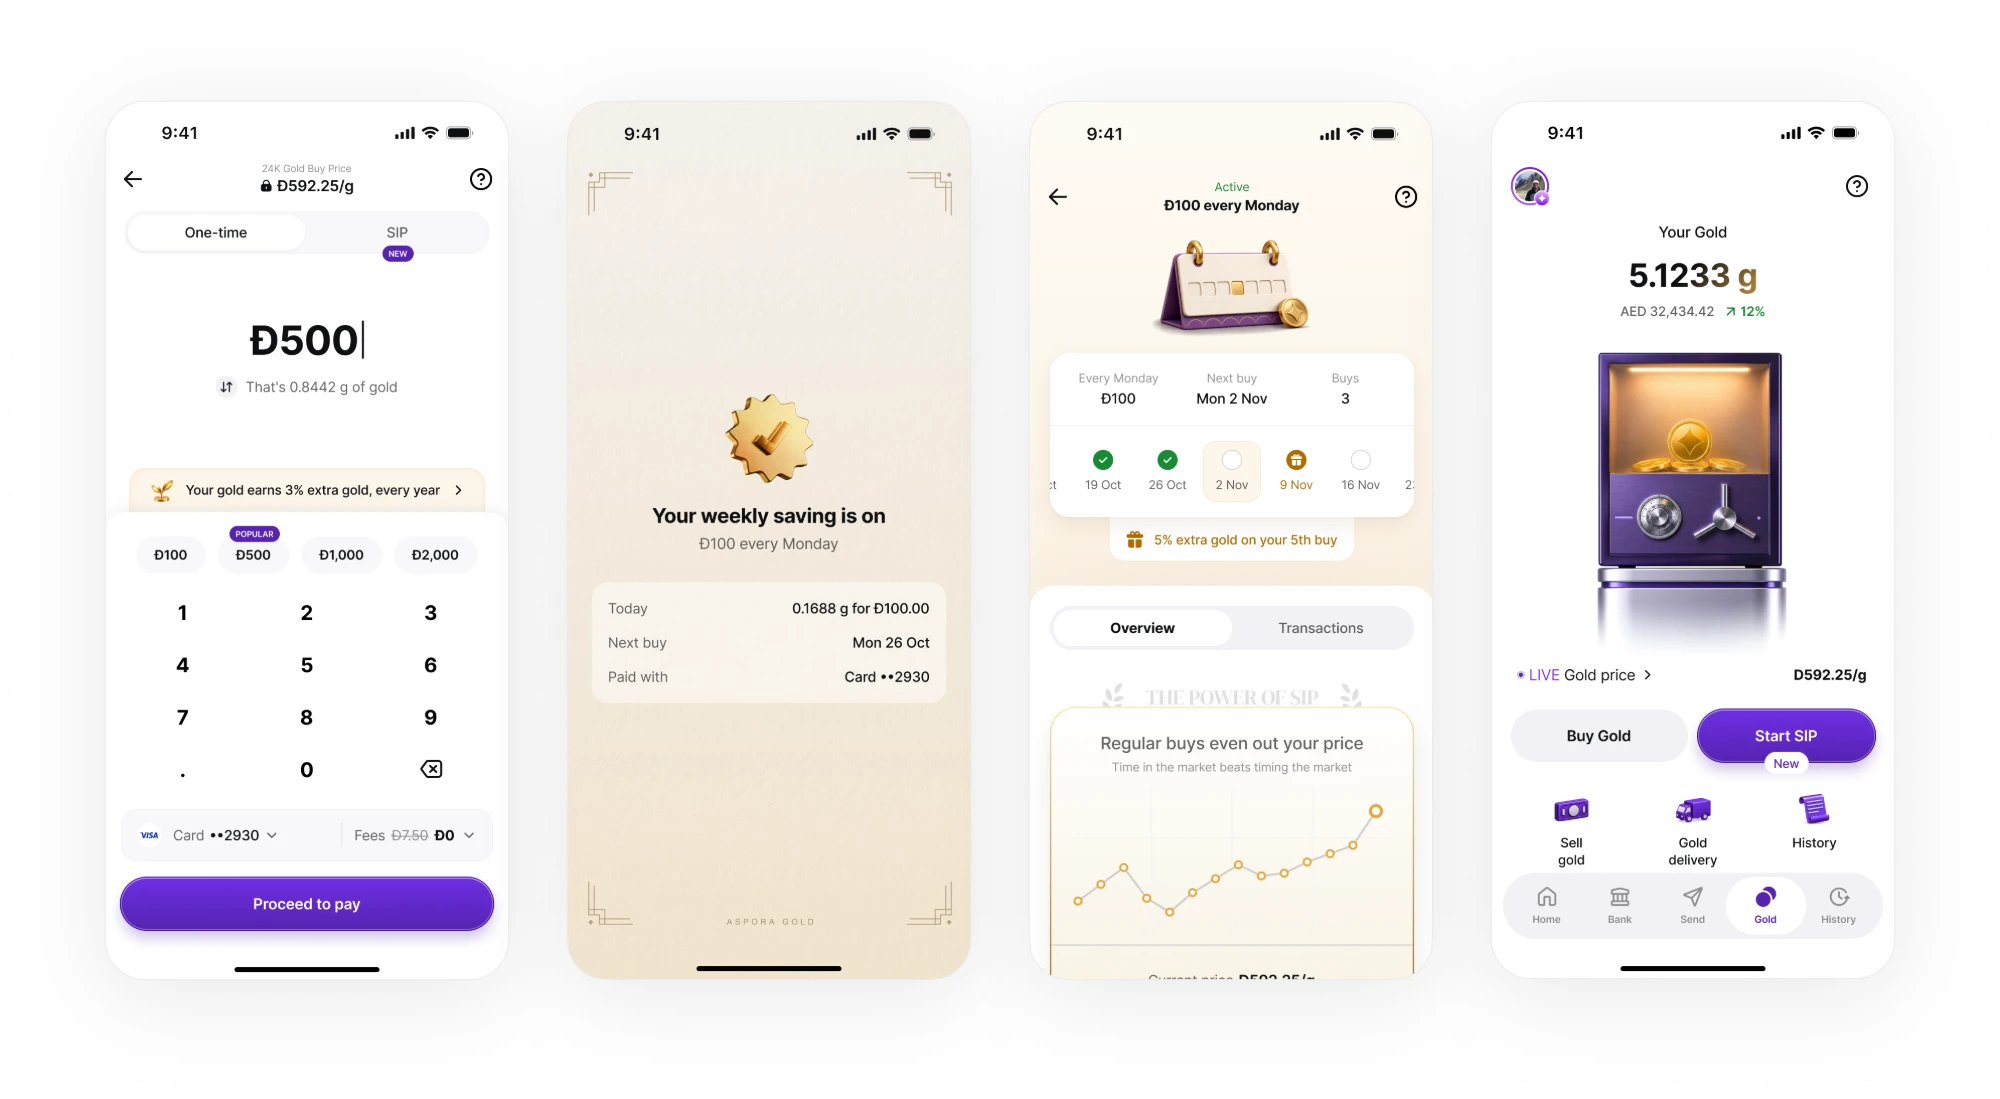 9:41
24K Gold Buy Price
Đ592.25/g
One-time
SIP
NEW
Đ500
That's 0.8442 g of gold
Your gold earns 3% extra gold, every year
POPULAR
Đ100
Đ500
Đ1,000
Đ2,000
1 2 3
4 5 6
7 8 9
. 0
VISA Card ••2930
Fees Đ7.50 Đ0
Proceed to pay
9:41
Your weekly saving is on
Đ100 every Monday
Today 0.1688 g for Đ100.00
Next buy Mon 26 Oct
Paid with Card ••2930
ASPORA GOLD
9:41
Active
Đ100 every Monday
Every Monday Next buy Buys
Đ100 Mon 2 Nov 3
19 Oct 26 Oct 2 Nov 9 Nov 16 Nov
5% extra gold on your 5th buy
Overview Transactions
THE POWER OF SIP
Regular buys even out your price
Time in the market beats timing the market
Current price Đ592.25/g
9:41
Your Gold
5.1233 g
AED 32,434.42 12%
LIVE Gold price D592.25/g
Buy Gold
Start SIP
New
Sell
gold
Gold
delivery
History
Home Bank Send Gold History